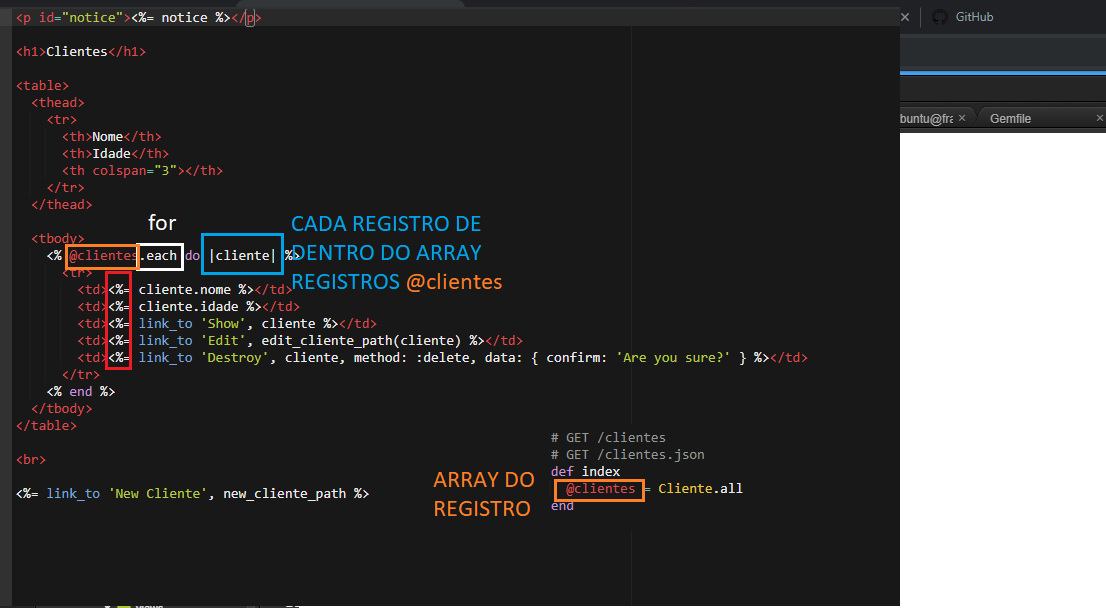 <p id="notice"><%= notice %></p>
GitHub
<h1>Clientes</h1>
<table>
<thead>
<tr>
buntu@fra
Gemfile
<th>Nome</th>
<th>Idade</th>
<th colspan="3"></th>
</tr>
</thead>
for
CADA REGISTRO DE
DENTRO DO ARRAY
REGISTROS @clientes
<tbody>
<% @clientes.each do |cliente| %>
<tr>
<td><%= cliente.nome %></td>
<td><%= cliente.idade %></td>
<td><%= link_to 'Show', cliente %></td>
<td><%= link_to 'Edit', edit_cliente_path(cliente) %></td>
<td><%= link_to 'Destroy', cliente, method: :delete, data: { confirm: 'Are you sure?' } %></td>
</tr>
<% end %>
</tbody>
</table>
<br>
<%= link_to 'New Cliente', new_cliente_path %>
ARRAY DO
REGISTRO
# GET /clientes
# GET /clientes.json
def index
@clientes = Cliente.all
end